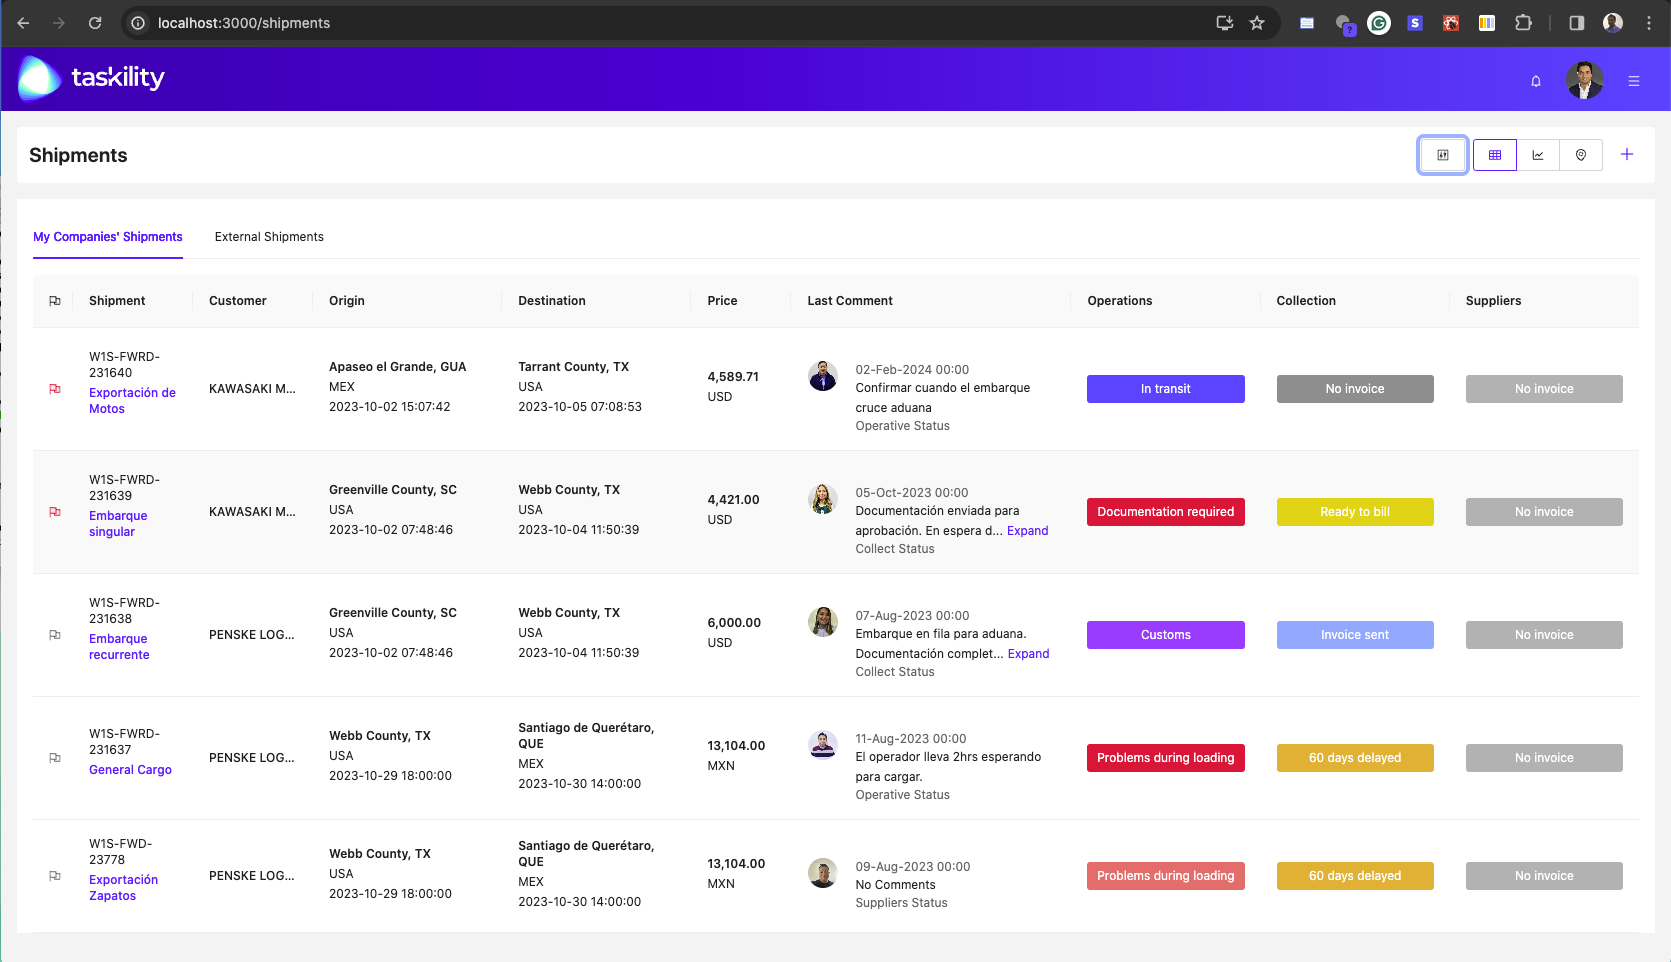 localhost:3000/shipments
?
S
taskility
Shipments
My Companies' Shipments
External Shipments
Shipment
Customer
Origin
Destination
Price
Last Comment
Operations
Collection
Suppliers
W1S-FWRD-
231640
Exportación de
Motos
KAWASAKI M...
Apaseo el Grande, GUA
MEX
2023-10-02 15:07:42
Tarrant County, TX
USA
2023-10-05 07:08:53
4,589.71
USD
02-Feb-2024 00:00
Confirmar cuando el embarque
cruce aduana
Operative Status
In transit
No invoice
No invoice
W1S-FWRD-
231639
Embarque
singular
KAWASAKI M...
Greenville County, SC
USA
2023-10-02 07:48:46
Webb County, TX
USA
2023-10-04 11:50:39
4,421.00
USD
05-Oct-2023 00:00
Documentación enviada para
aprobación. En espera d... Expand
Collect Status
Documentation required
Ready to bill
No invoice
W1S-FWRD-
231638
Embarque
recurrente
PENSKE LOG...
Greenville County, SC
USA
2023-10-02 07:48:46
Webb County, TX
USA
2023-10-04 11:50:39
6,000.00
USD
07-Aug-2023 00:00
Embarque en fila para aduana.
Documentación complet... Expand
Collect Status
Customs
Invoice sent
No invoice
W1S-FWRD-
231637
General Cargo
PENSKE LOG...
Webb County, TX
USA
2023-10-29 18:00:00
Santiago de Querétaro,
QUE
MEX
2023-10-30 14:00:00
13,104.00
MXN
11-Aug-2023 00:00
El operador lleva 2hrs esperando
para cargar.
Operative Status
Problems during loading
60 days delayed
No invoice
W1S-FWD-
23778
Exportación
Zapatos
PENSKE LOG...
Webb County, TX
USA
2023-10-29 18:00:00
Santiago de Querétaro,
QUE
MEX
2023-10-30 14:00:00
13,104.00
MXN
09-Aug-2023 00:00
No Comments
Suppliers Status
Problems during loading
60 days delayed
No invoice